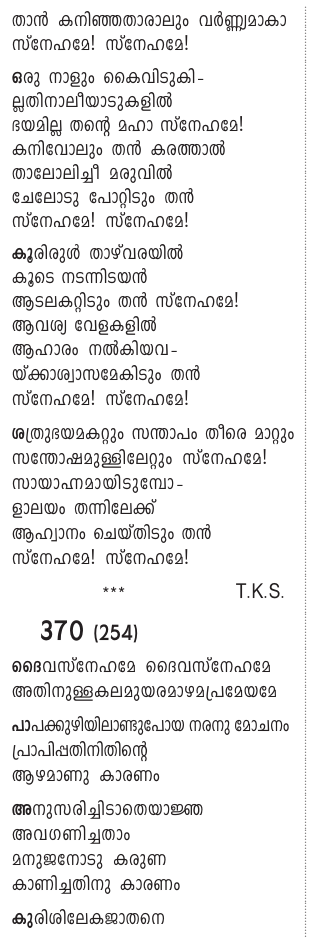 താൻ കനിഞ്ഞതാരാലും വർണ്ണ്യമാകാ
സ്നേഹമേ! സ്നേഹമേ!
ഒരു നാളും കൈവിടുകി-
ല്ലതിനാലീയാടുകളിൽ
ഭയമില്ല തന്റെ മഹാ സ്നേഹമേ!
കനിവോലും തൻ കരത്താൽ
താലോലിച്ചീ മരുവിൽ
ചേലോടു പോറ്റിടും തൻ
സ്നേഹമേ! സ്നേഹമേ!
കൂരിരുൾ താഴ്‌വരയിൽ
കൂടെ നടന്നിടയൻ
ആടലകറ്റിടും തൻ സ്നേഹമേ!
ആവശ്യ വേളകളിൽ
ആഹാരം നൽകിയവ-
യ്ക്കാശ്വാസമേകിടും തൻ
സ്നേഹമേ! സ്നേഹമേ!
ശത്രുഭയമകറ്റും സന്താപം തീരെ മാറ്റും
സന്തോഷമുള്ളിലേറ്റും സ്നേഹമേ!
സായാഹ്നമായിടുമ്പോ-
ളാലയം തന്നിലേക്ക്
ആഹ്വാനം ചെയ്തിടും തൻ
സ്നേഹമേ! സ്നേഹമേ!
*** T.K.S.
370 (254)
ദൈവസ്നേഹമേ ദൈവസ്നേഹമേ
അതിനുള്ളകലമുയരമാഴമപ്രമേയമേ
പാപക്കുഴിയിലാണ്ടുപോയ നരനു മോചനം
പ്രാപിപ്പതിനിതിന്റെ
ആഴമാണു കാരണം
അനുസരിച്ചിടാതെയാജ്ഞ
അവഗണിച്ചതാം
മനുജനോടു കരുണ
കാണിച്ചതിനു കാരണം
കുരിശിലേകജാതനെ